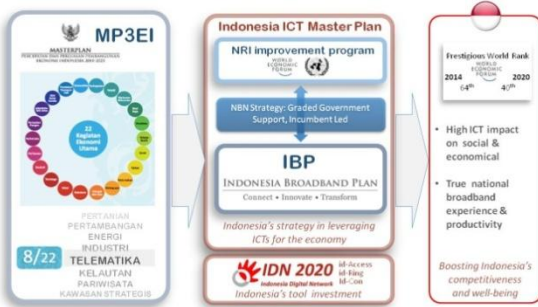 MP3EI
MASTERPLAN
22
Kegiatan
Ekonomi
Utama
PERTANIAN
PERTAMBANGAN
ENERGI
INDUSTRI
8/22
TELEMATIKA
KELAUTAN
PARIWISATA
KAWASAN STRATEGIS
Indonesia ICT Master Plan
NRI improvement program
WORLD
ECONOMIC
FORUM
NBN Strategy: Graded Government
Support, Incumbent Led
IBP
INDONESIA BROADBAND PLAN
Connect • Innovate • Transform
Indonesia's strategy in leveraging
ICTs for the economy
IDN 2020
Indonesia Digital Network
id-Access
id-Ring
id-Con
Indonesia's tool investment
Prestigious World Rank
WORLD
ECONOMIC
FORUM
2014 2020
64th 40th
• High ICT impact
on social &
economical
• True national
broadband
experience &
productivity
Boosting Indonesia's
competitiveness
and well-being